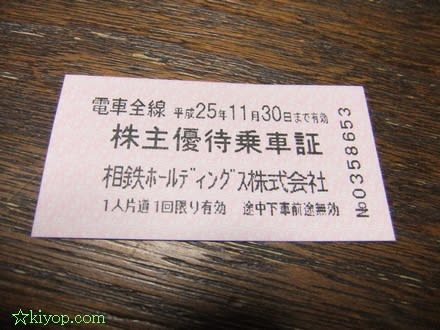 電車全線 平成25年11月30日まで有効
株主優待乗車証
相鉄ホールディングス株式会社
1人片道1回限り有効 途中下車前途無効
№0358653
☆kiyop.com